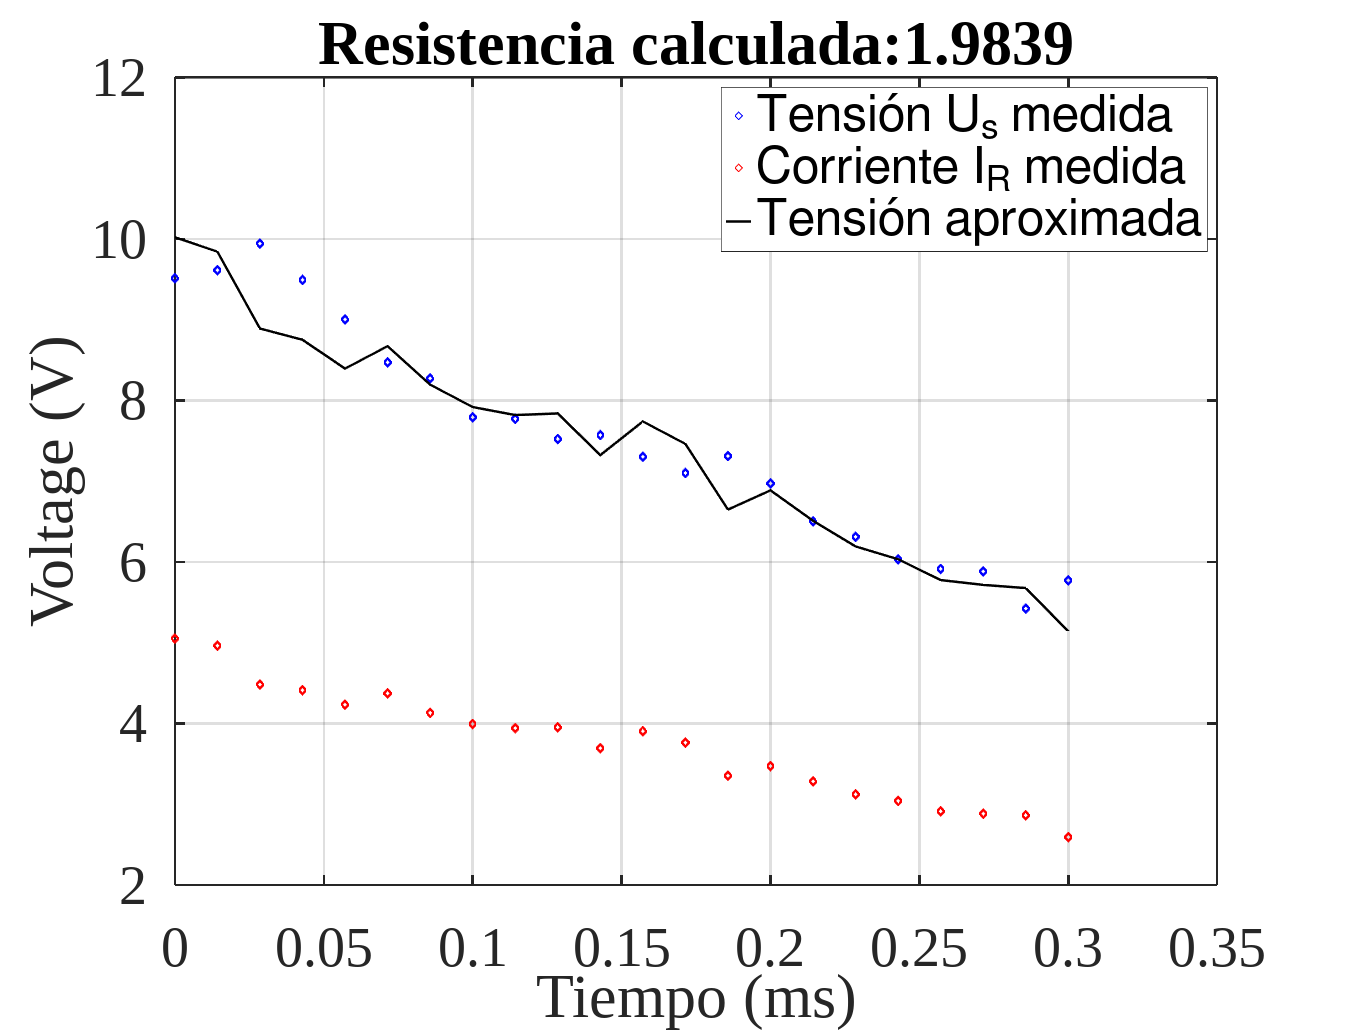 Resistencia calculada:1.9839
12
10
8
6
4
2
Voltage (V)
Tensión Us medida
Corriente IR medida
Tensión aproximada
0 0.05 0.1 0.15 0.2 0.25 0.3 0.35
Tiempo (ms)